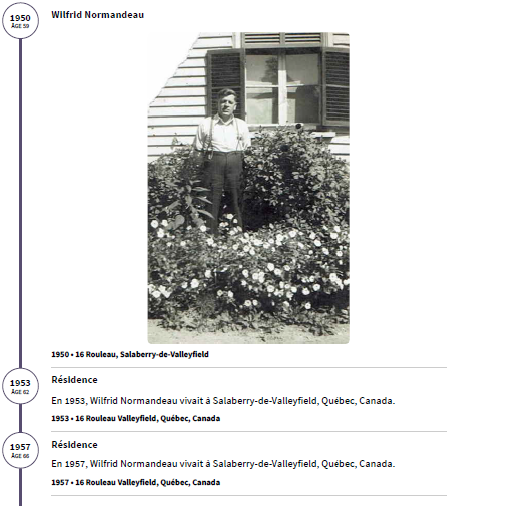 1950
ÂGE 59
Wilfrid Normandeau
1950 • 16 Rouleau, Salaberry-de-Valleyfield
1953
ÂGE 62
Résidence
En 1953, Wilfrid Normandeau vivait à Salaberry-de-Valleyfield, Québec, Canada.
1953 • 16 Rouleau Valleyfield, Québec, Canada
1957
ÂGE 66
Résidence
En 1957, Wilfrid Normandeau vivait à Salaberry-de-Valleyfield, Québec, Canada.
1957 • 16 Rouleau Valleyfield, Québec, Canada